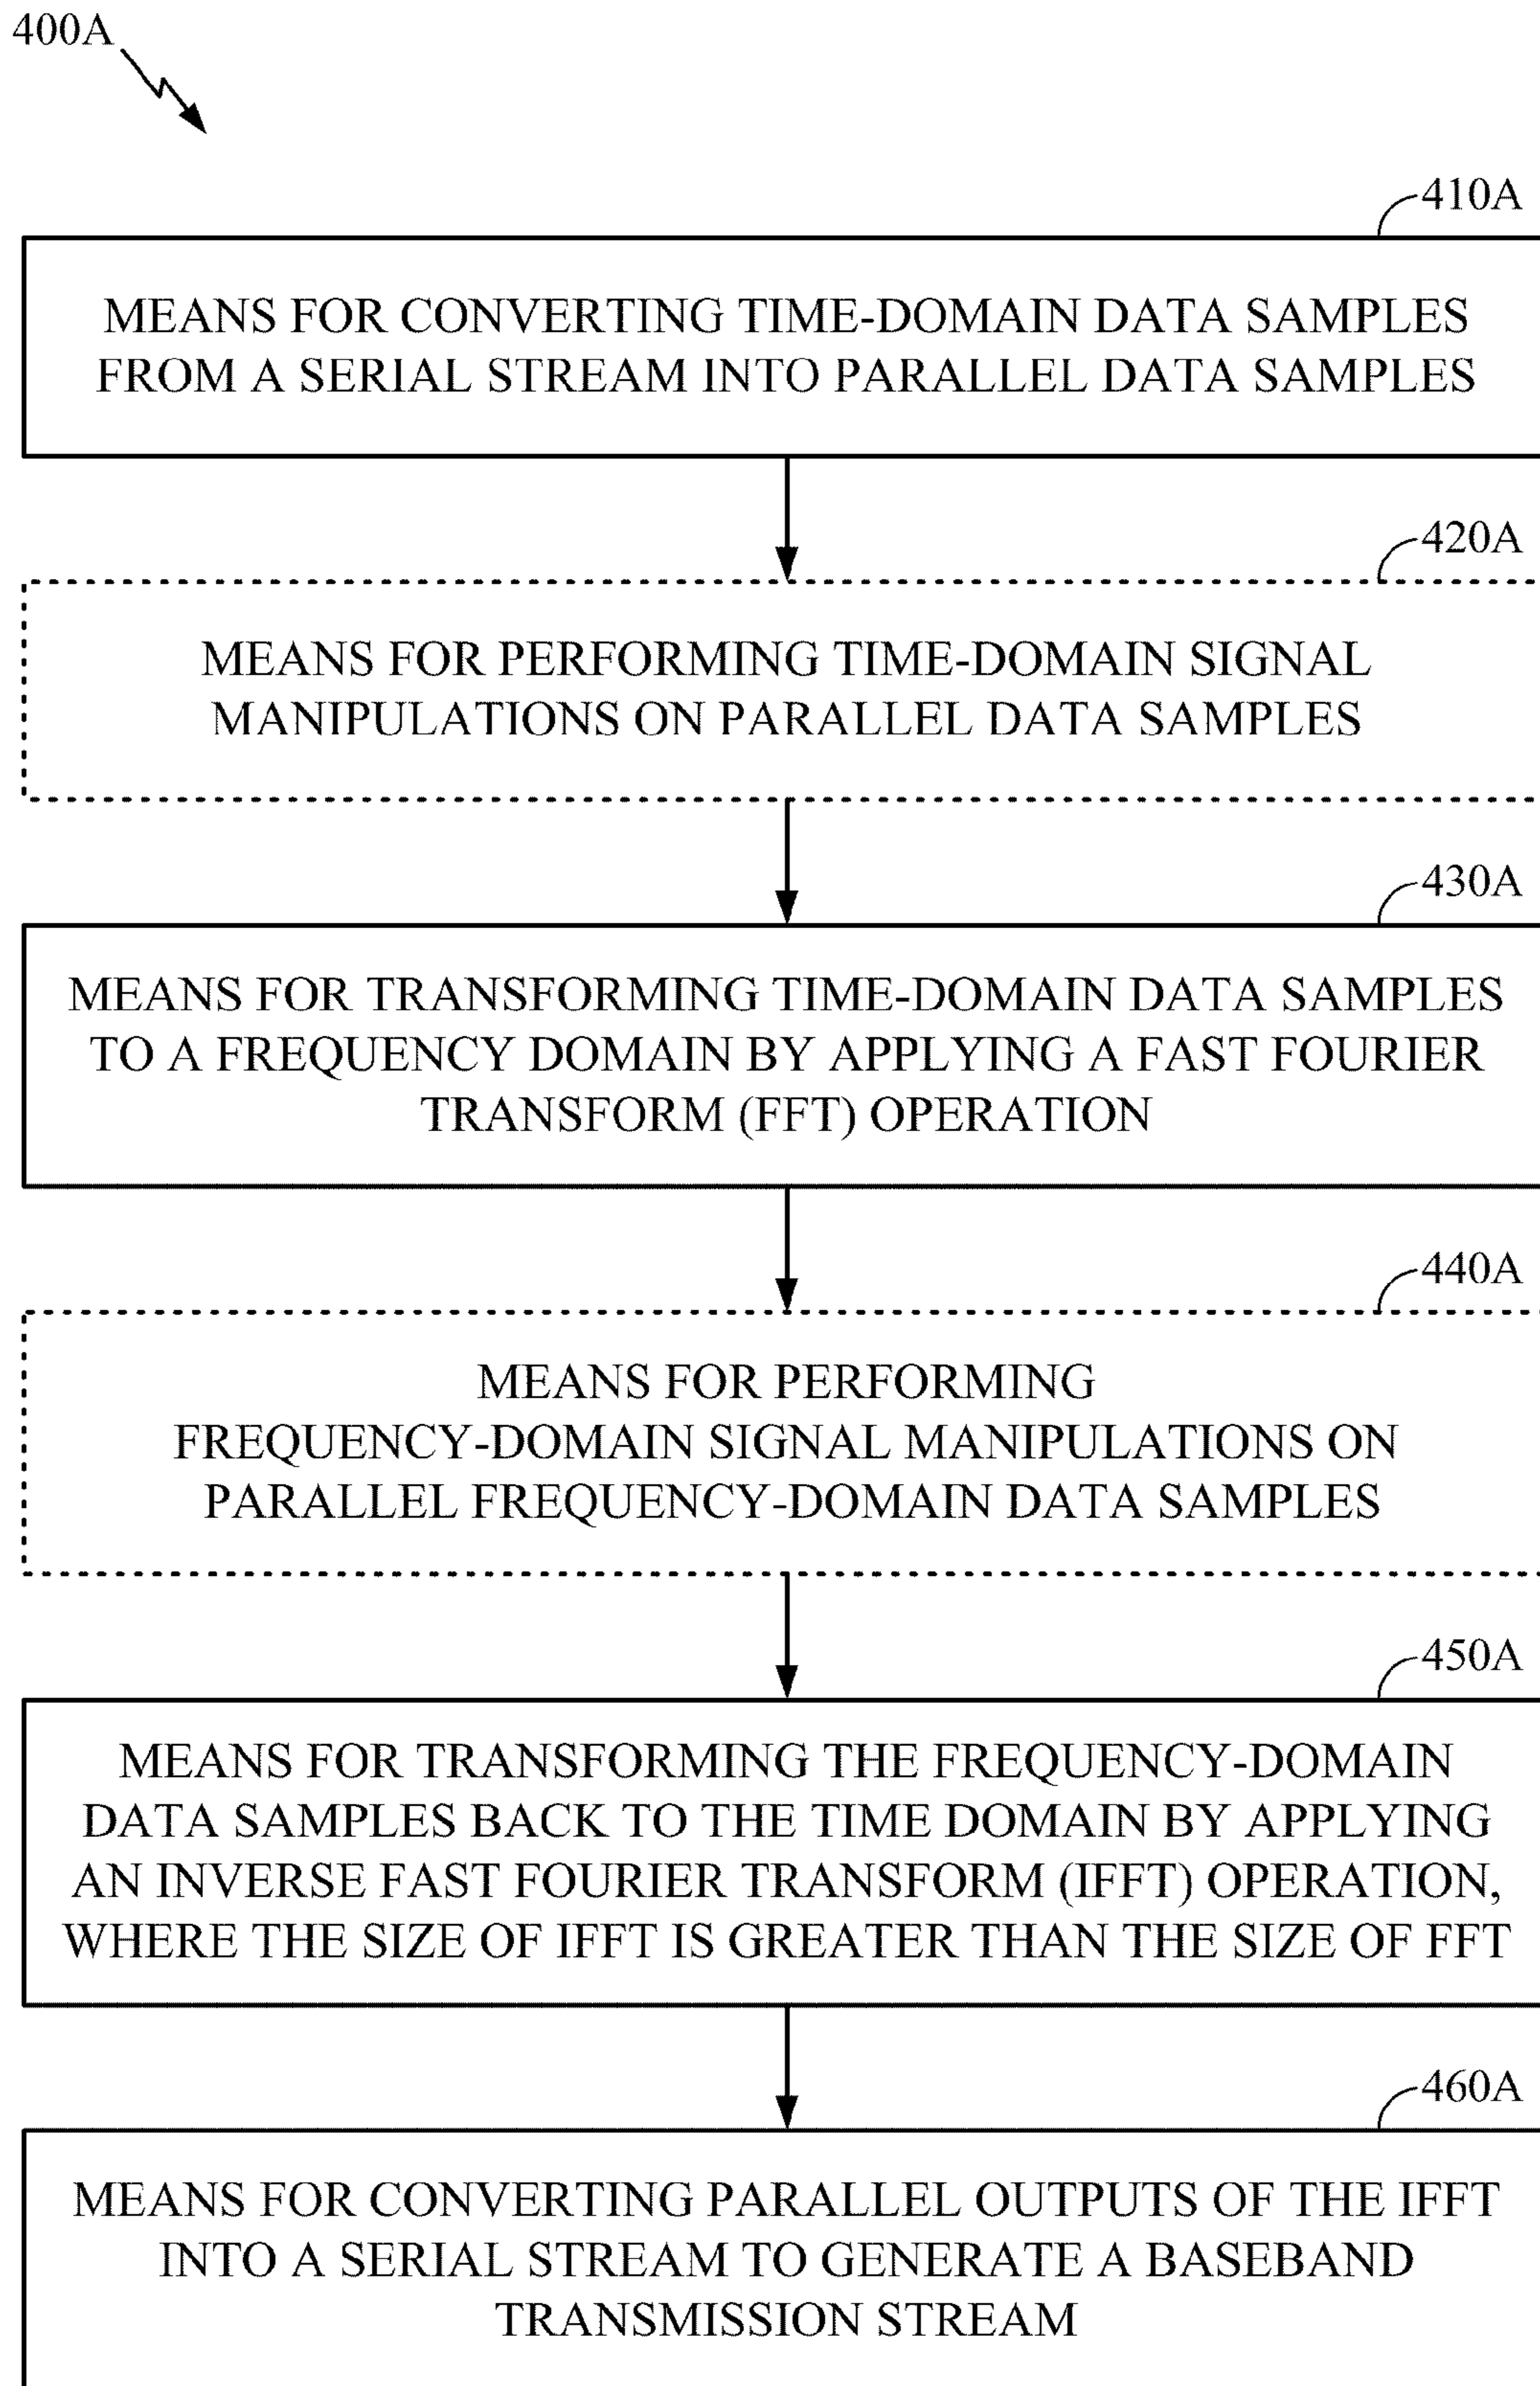 400A
410A
MEANS FOR CONVERTING TIME-DOMAIN DATA SAMPLES
FROM A SERIAL STREAM INTO PARALLEL DATA SAMPLES
420A
MEANS FOR PERFORMING TIME-DOMAIN SIGNAL
MANIPULATIONS ON PARALLEL DATA SAMPLES
430A
MEANS FOR TRANSFORMING TIME-DOMAIN DATA SAMPLES
TO A FREQUENCY DOMAIN BY APPLYING A FAST FOURIER
TRANSFORM (FFT) OPERATION
440A
MEANS FOR PERFORMING
FREQUENCY-DOMAIN SIGNAL MANIPULATIONS ON
PARALLEL FREQUENCY-DOMAIN DATA SAMPLES
450A
MEANS FOR TRANSFORMING THE FREQUENCY-DOMAIN
DATA SAMPLES BACK TO THE TIME DOMAIN BY APPLYING
AN INVERSE FAST FOURIER TRANSFORM (IFFT) OPERATION,
WHERE THE SIZE OF IFFT IS GREATER THAN THE SIZE OF FFT
460A
MEANS FOR CONVERTING PARALLEL OUTPUTS OF THE IFFT
INTO A SERIAL STREAM TO GENERATE A BASEBAND
TRANSMISSION STREAM